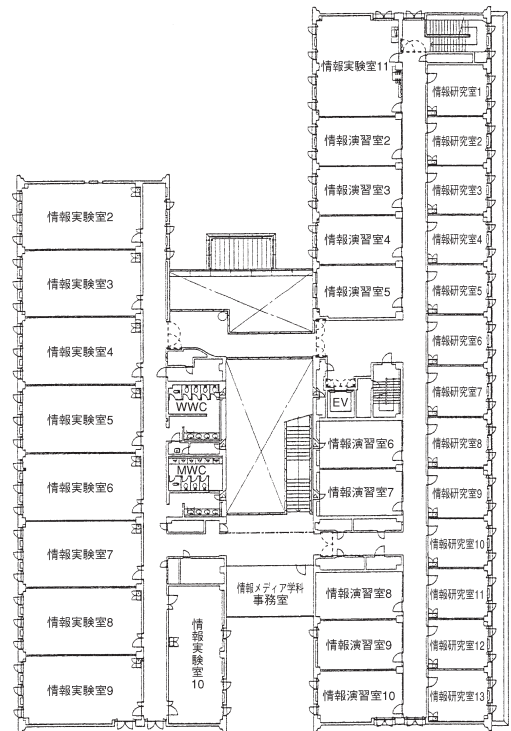 情報実験室11
情報演習室2
情報演習室3
情報演習室4
情報演習室5
情報研究室1
情報研究室2
情報研究室3
情報研究室4
情報研究室5
情報研究室6
情報研究室7
情報研究室8
情報研究室9
情報研究室10
情報研究室11
情報研究室12
情報研究室13
情報実験室2
情報実験室3
情報実験室4
情報実験室5
情報実験室6
情報実験室7
情報実験室8
情報実験室9
WWC
MWC
EV
情報演習室6
情報演習室7
情報メディア学科
事務室
情報実験室10
情報演習室8
情報演習室9
情報演習室10